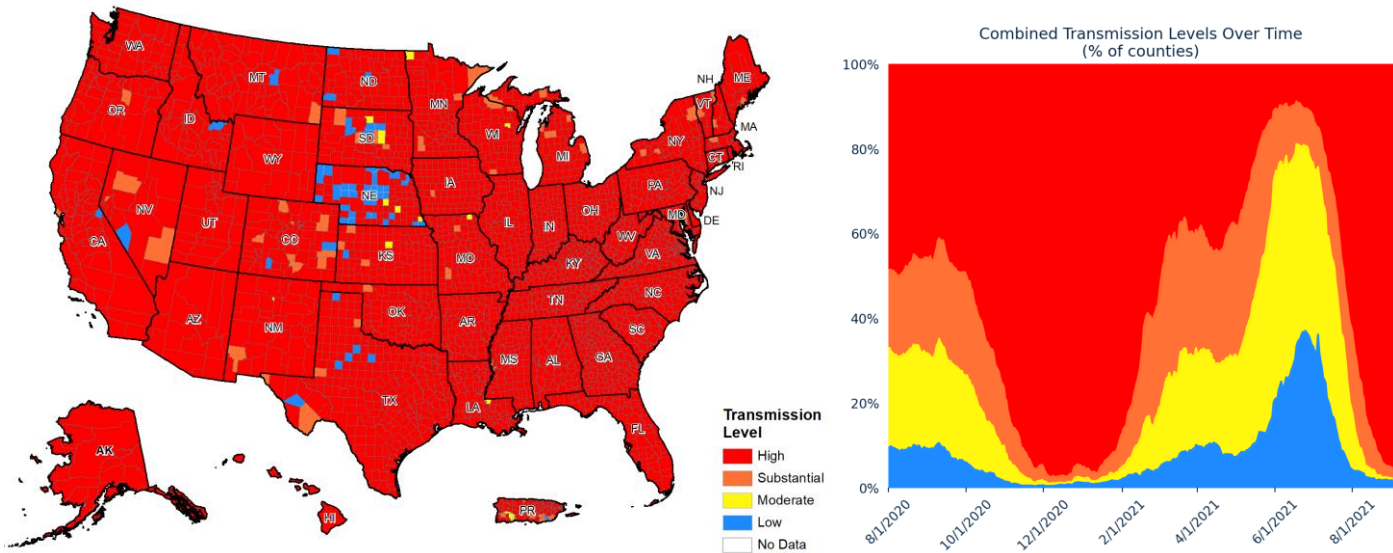 WA
MT
ND
MN
ME
NH
VT
OR
ID
SD
WI
NY
MA
WY
MI
CT
RI
NV
NE
IA
PA
NJ
UT
CO
IL
IN
OH
MD
DE
CA
KS
MO
WV
VA
KY
AZ
NM
OK
AR
TN
NC
SC
MS
AL
GA
TX
LA
FL
AK
HI
PR
Transmission
Level
High
Substantial
Moderate
Low
No Data
Combined Transmission Levels Over Time
(% of counties)
100%
80%
60%
40%
20%
0%
8/1/2020
10/1/2020
12/1/2020
2/1/2021
4/1/2021
6/1/2021
8/1/2021